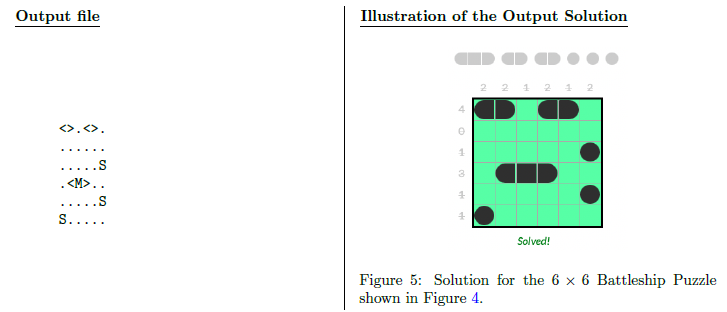 Output file
<>.<>.
......
.....S
.<M>..
.....S
S.....
Illustration of the Output Solution
2 2 1 2 1 2
4
0
1
3
1
1
Solved!
Figure 5: Solution for the 6 × 6 Battleship Puzzle
shown in Figure 4.